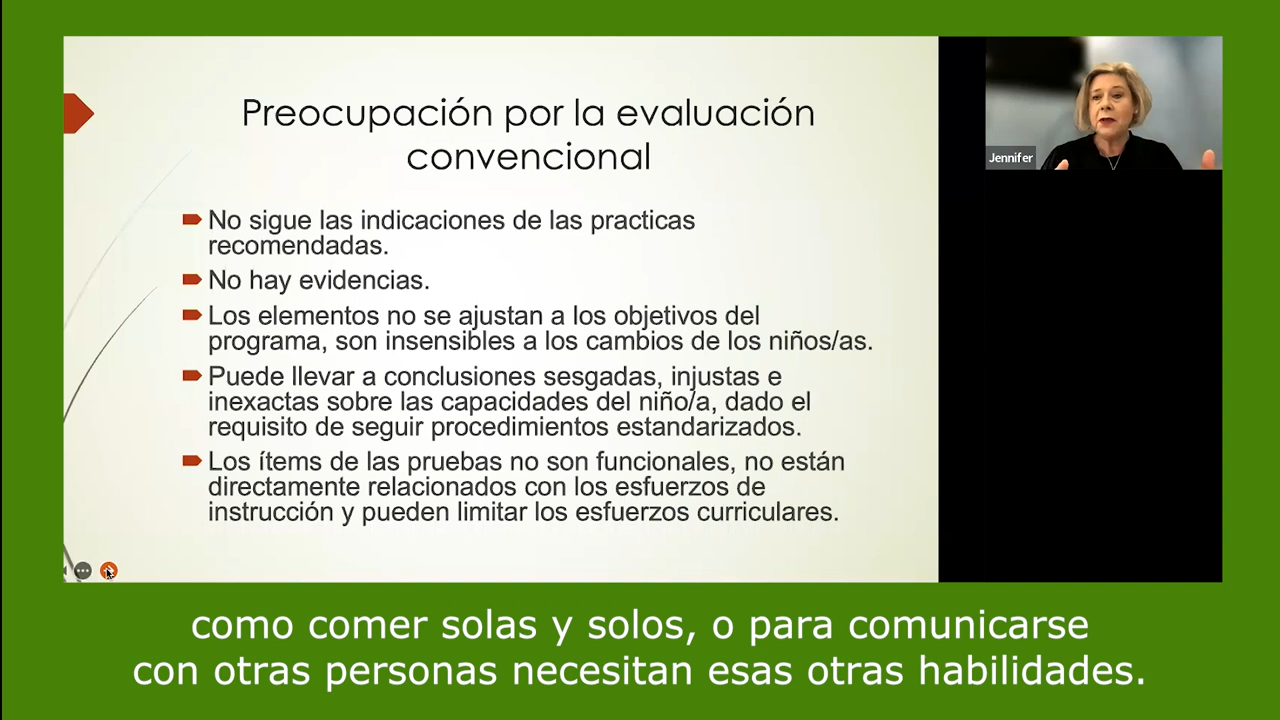 Preocupación por la evaluación
convencional
No sigue las indicaciones de las practicas
recomendadas.
No hay evidencias.
Los elementos no se ajustan a los objetivos del
programa, son insensibles a los cambios de los niños/as.
Puede llevar a conclusiones sesgadas, injustas e
inexactas sobre las capacidades del niño/a, dado el
requisito de seguir procedimientos estandarizados.
Los ítems de las pruebas no son funcionales, no están
directamente relacionados con los esfuerzos de
instrucción y pueden limitar los esfuerzos curriculares.
Jennifer
como comer solas y solos, o para comunicarse
con otras personas necesitan esas otras habilidades.